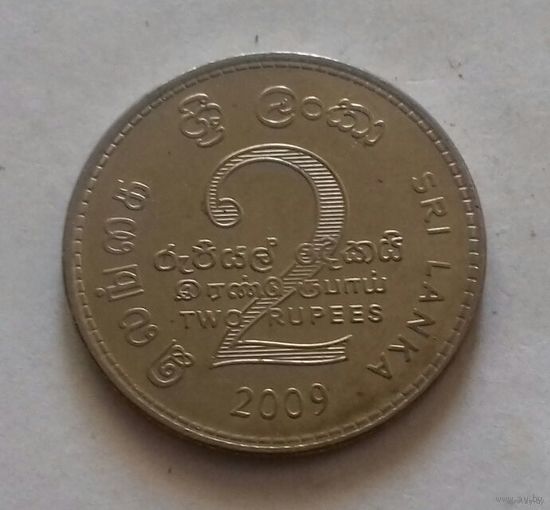 ශ්‍රී ලංකා
இலங்கை
SRI LANKA
2
රුපියල් දෙකයි
இரண்டு ரூபாய்
TWO RUPEES
2009